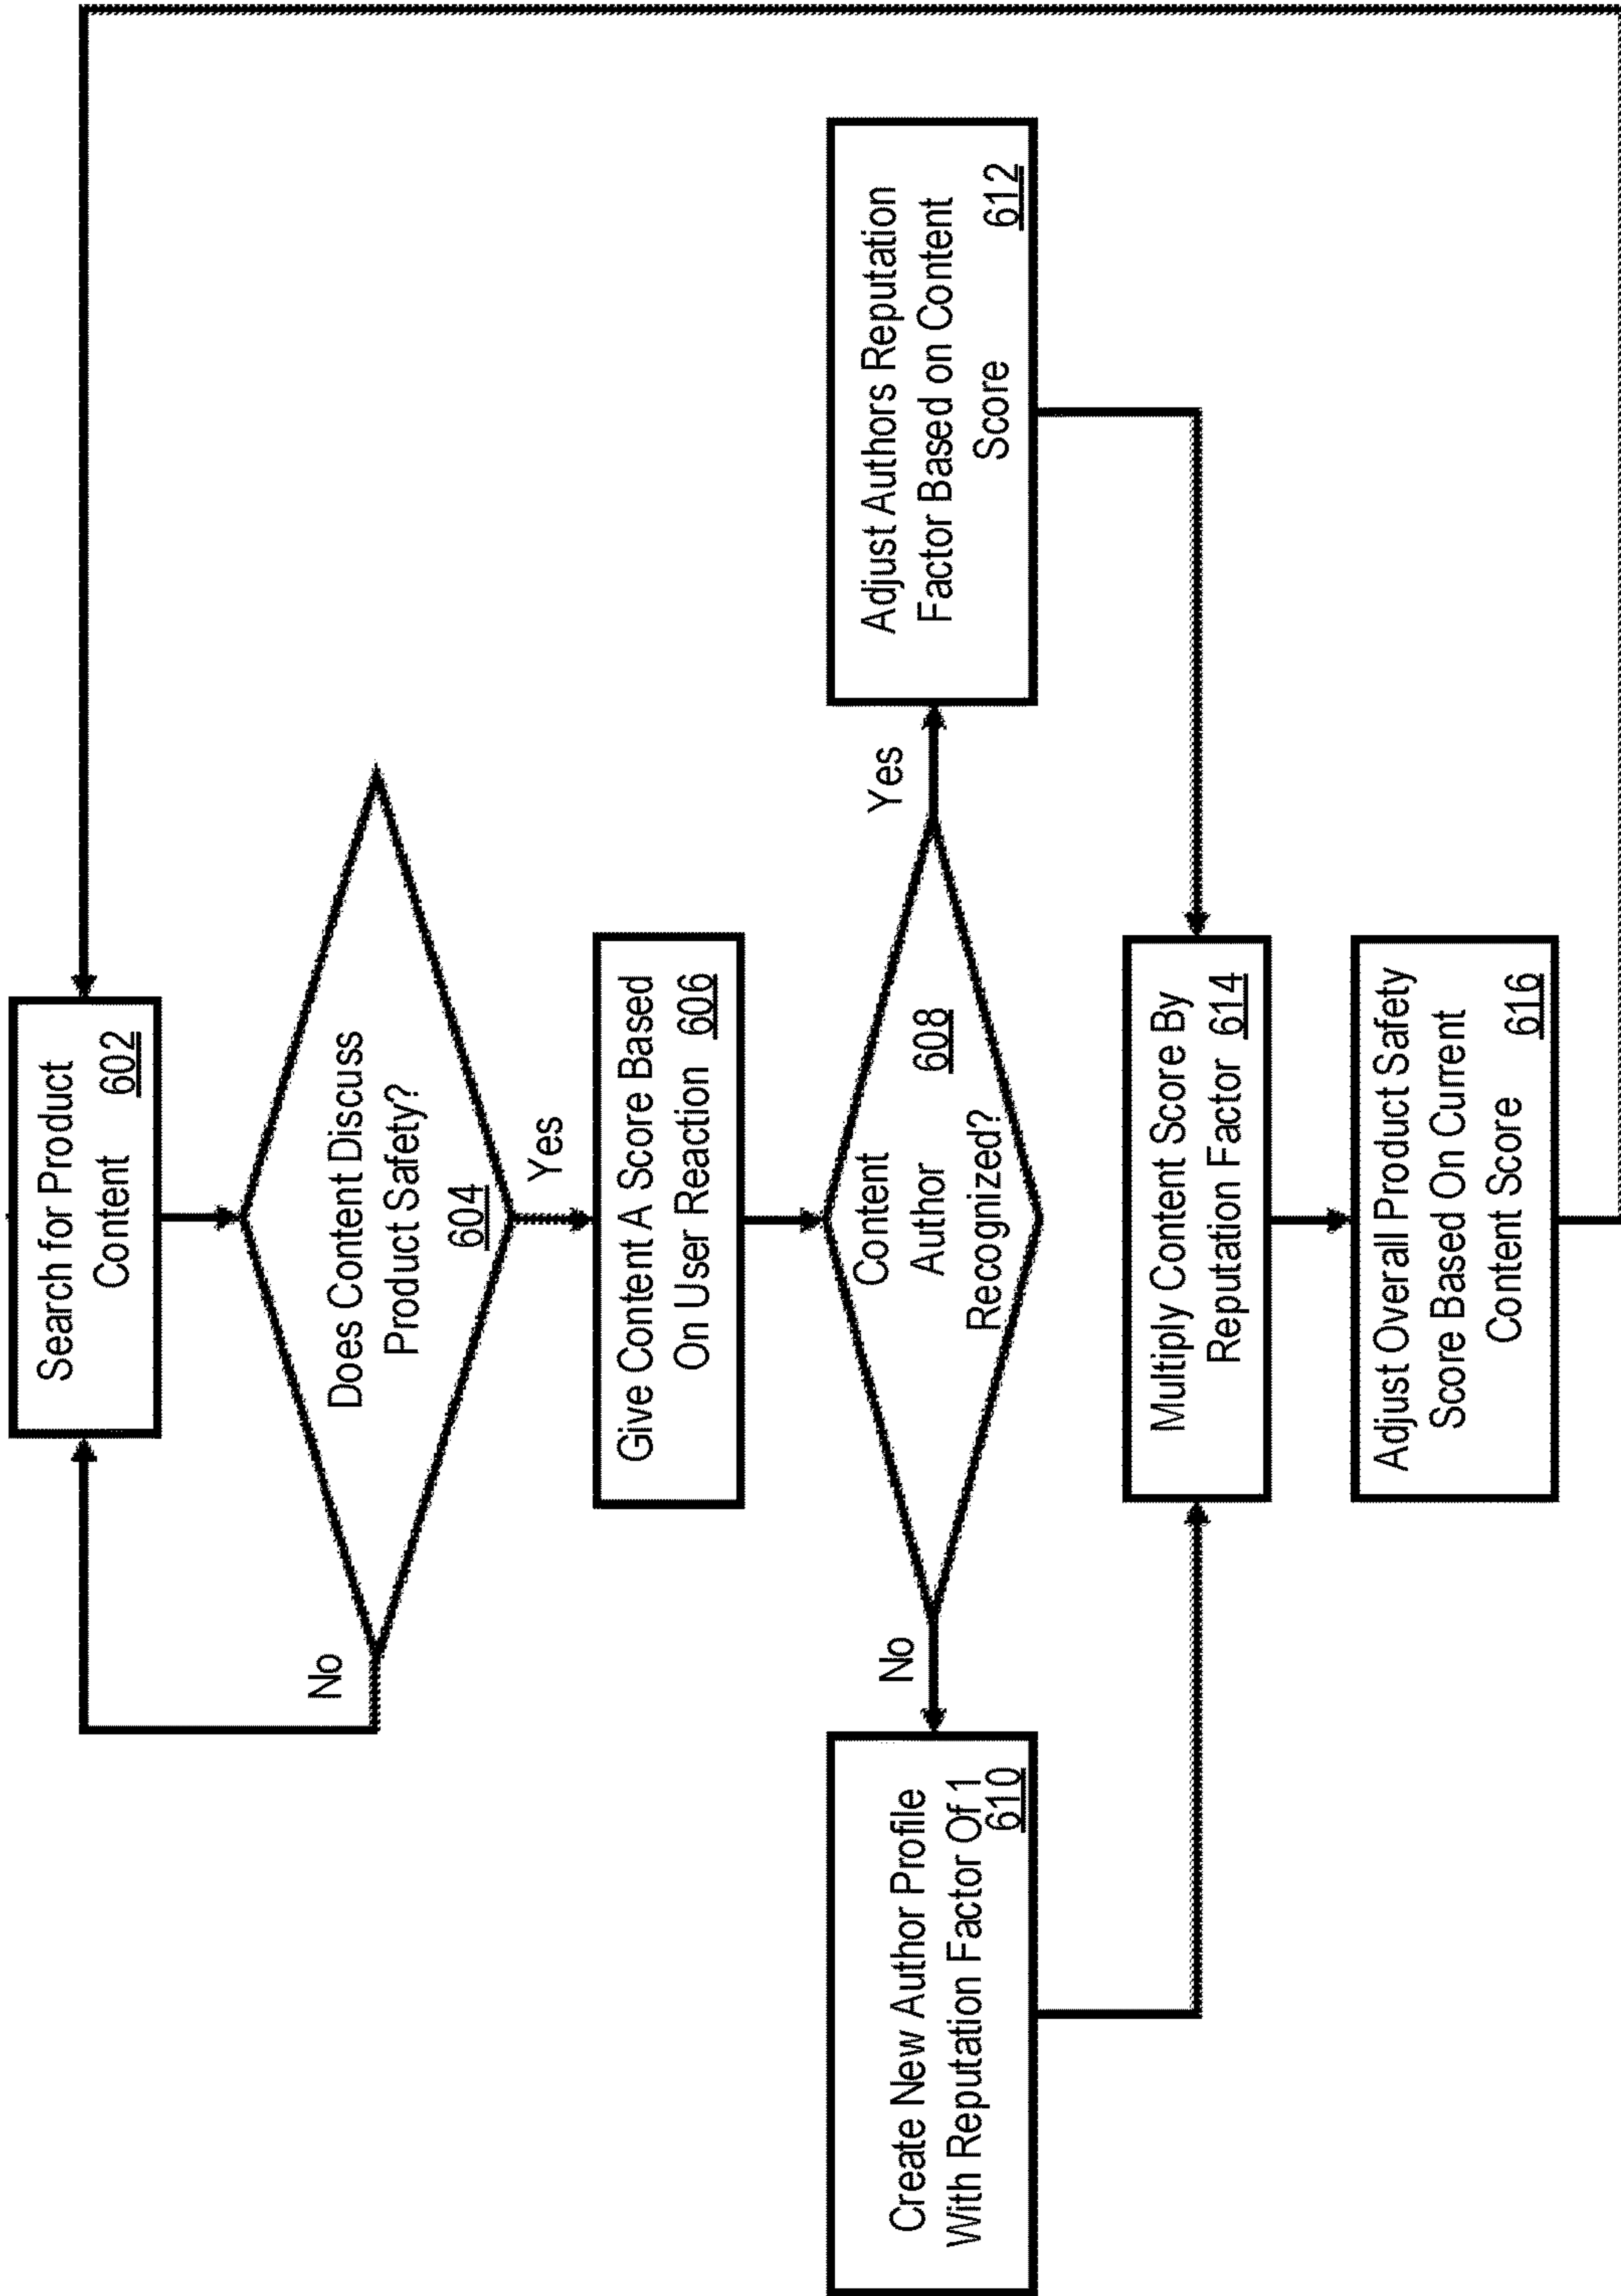 Search for Product
Content 602
Does Content Discuss
Product Safety?
604
No
Yes
Give Content A Score Based
On User Reaction 606
Content 608
Author
Recognized?
No
Yes
Create New Author Profile
With Reputation Factor Of 1
610
Adjust Authors Reputation
Factor Based on Content
Score 612
Multiply Content Score By
Reputation Factor 614
Adjust Overall Product Safety
Score Based On Current
Content Score 616